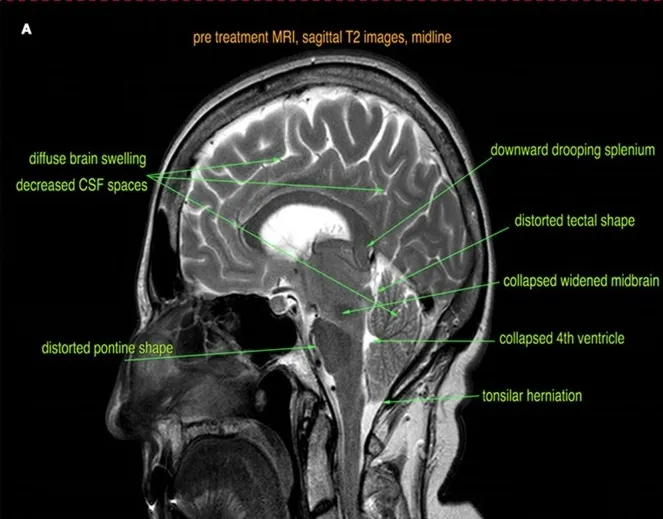 A
pre treatment MRI, sagittal T2 images, midline
diffuse brain swelling
decreased CSF spaces
downward drooping splenium
distorted tectal shape
collapsed widened midbrain
distorted pontine shape
collapsed 4th ventricle
tonsilar herniation